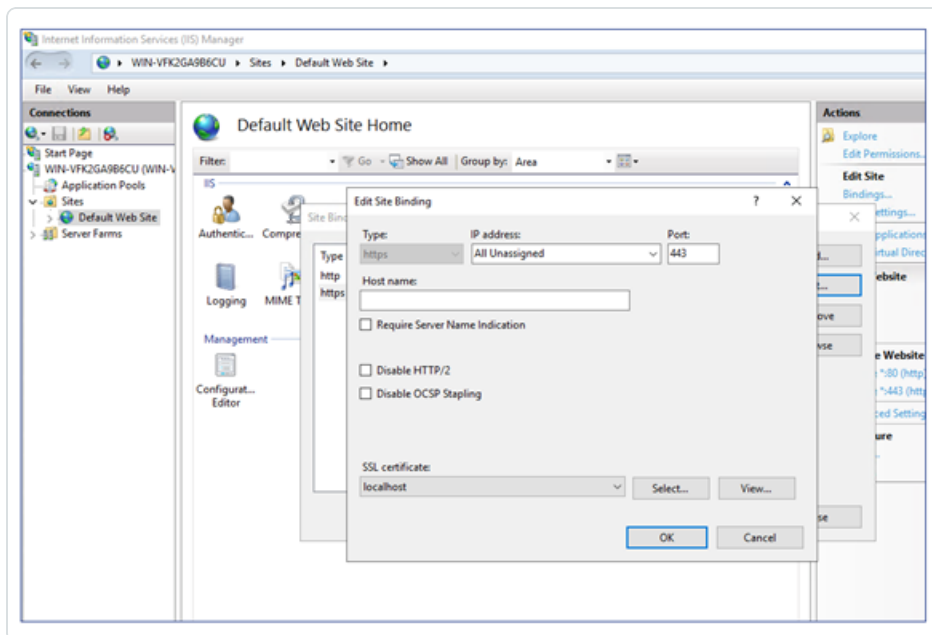 Internet Information Services (IIS) Manager
WIN-VFK2GA9B6CU Sites Default Web Site
File View Help
Connections
Start Page
WIN-VFK2GA9B6CU (WIN-V
Application Pools
Sites
Default Web Site
Server Farms
Default Web Site Home
Filter: Go Show All Group by: Area
IIS
Authentic... Compre
Logging MIME T
Management
Configurat...
Editor
Site Bind
Type
http
https
Edit Site Binding ? X
Type: IP address: Port:
https All Unassigned 443
Host name:
Require Server Name Indication
Disable HTTP/2
Disable OCSP Stapling
SSL certificate:
localhost Select... View...
OK Cancel
Actions
Explore
Edit Permissions...
Edit Site
Bindings...
ettings...
pplications
irtual Direc
ebsite
ove
wse
e Website
*:80 (http)
*:443 (http
ced Setting
ure
se